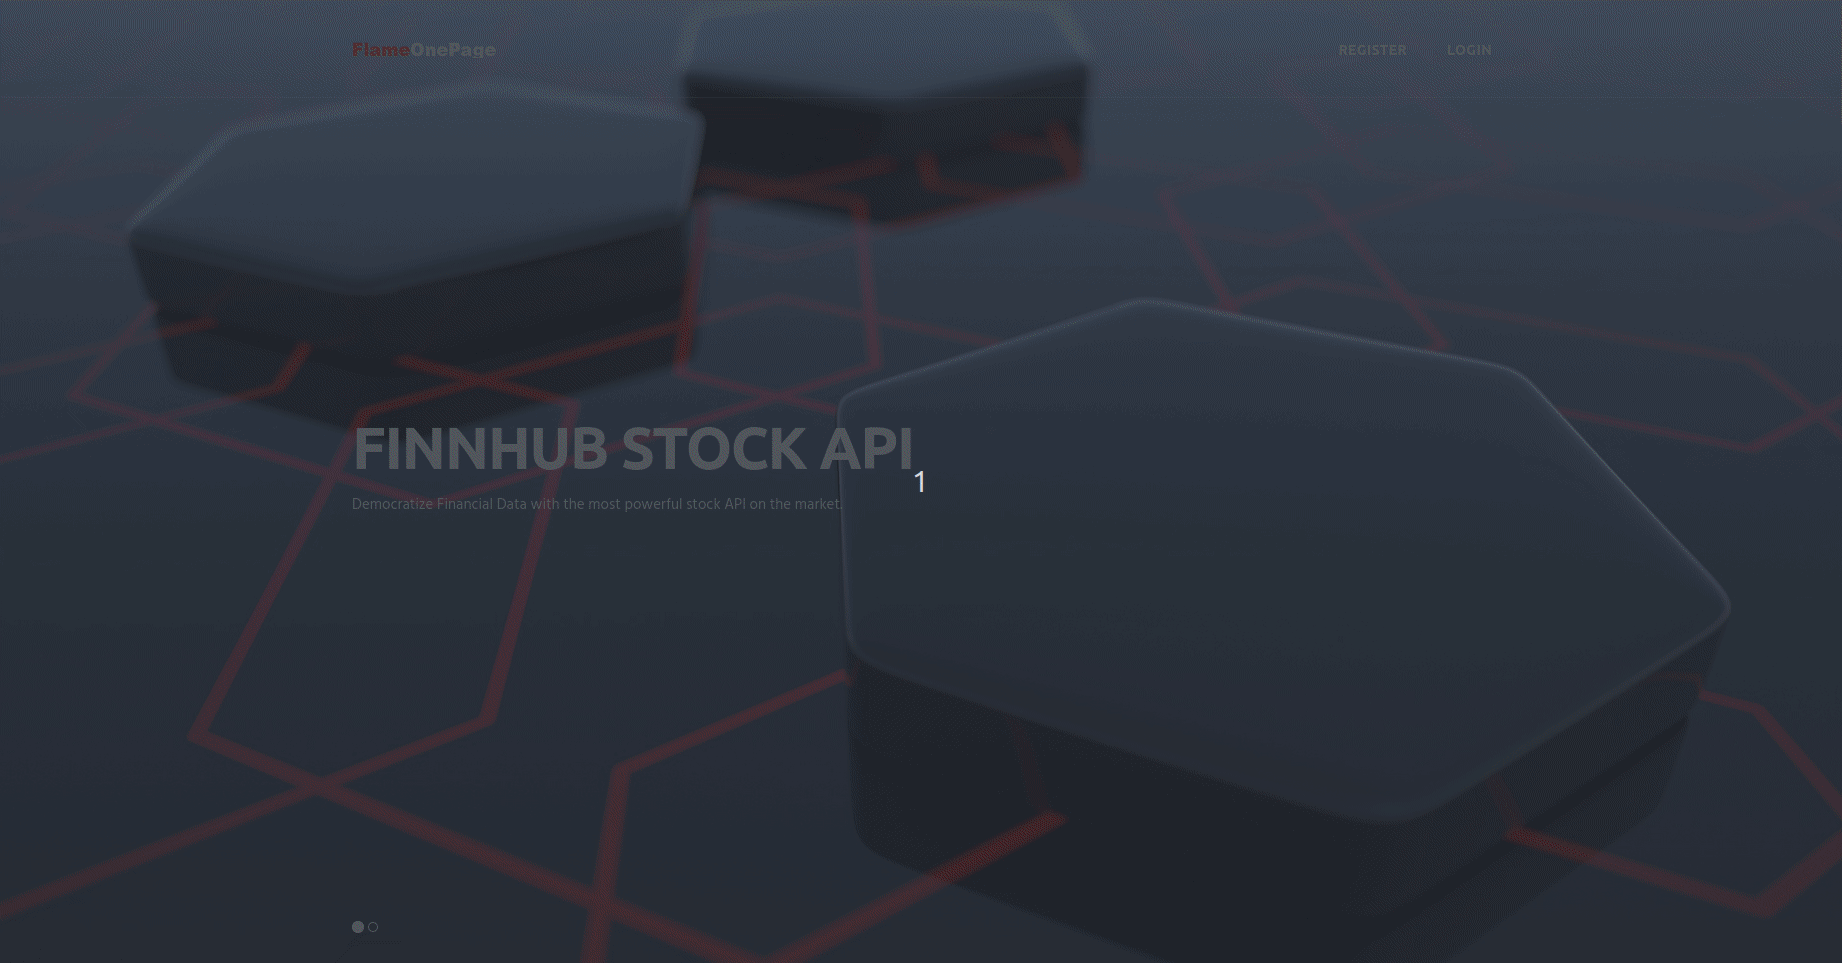 FlameOnePage
REGISTER LOGIN
FINNHUB STOCK API
1
Democratize Financial Data with the most powerful stock API on the market.